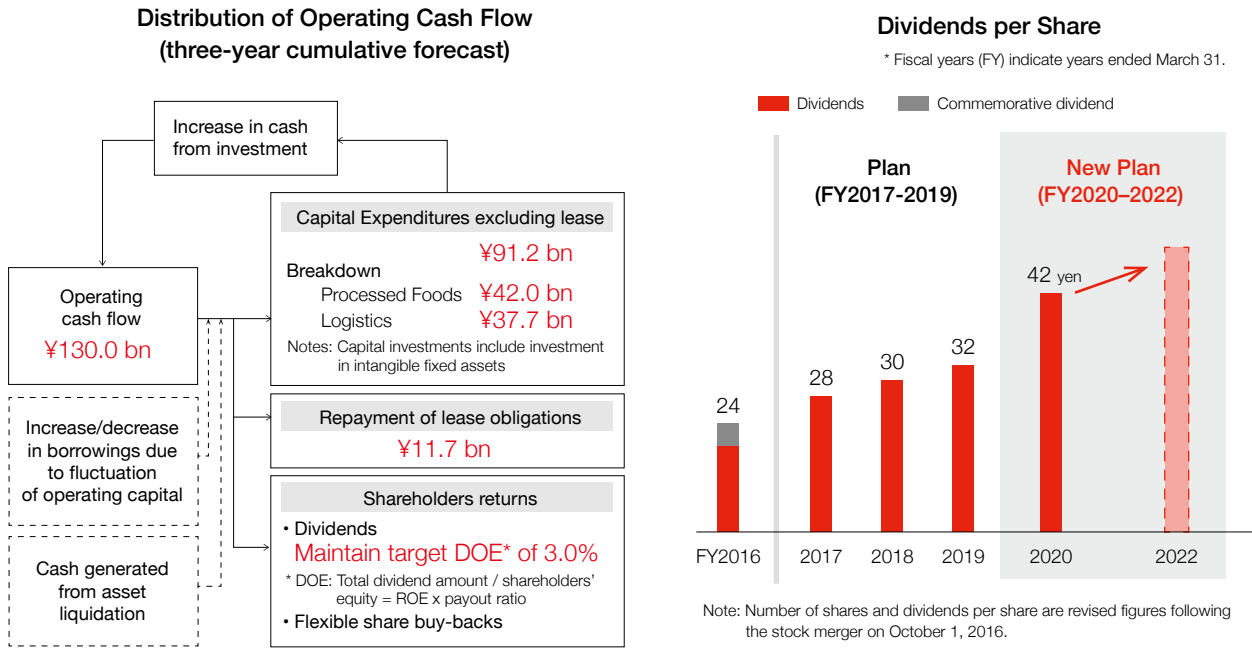 Distribution of Operating Cash Flow
(three-year cumulative forecast)
Increase in cash
from investment
Operating
cash flow
¥130.0 bn
Increase/decrease
in borrowings due
to fluctuation
of operating capital
Cash generated
from asset
liquidation
Capital Expenditures excluding lease
¥91.2 bn
Breakdown
Processed Foods ¥42.0 bn
Logistics ¥37.7 bn
Notes: Capital investments include investment
in intangible fixed assets
Repayment of lease obligations
¥11.7 bn
Shareholders returns
• Dividends
Maintain target DOE* of 3.0%
* DOE: Total dividend amount / shareholders'
equity = ROE x payout ratio
• Flexible share buy-backs
Dividends per Share
* Fiscal years (FY) indicate years ended March 31.
Dividends
Commemorative dividend
Plan
(FY2017-2019)
New Plan
(FY2020–2022)
24
28
30
32
42 yen
FY2016 2017 2018 2019 2020 2022
Note: Number of shares and dividends per share are revised figures following
the stock merger on October 1, 2016.